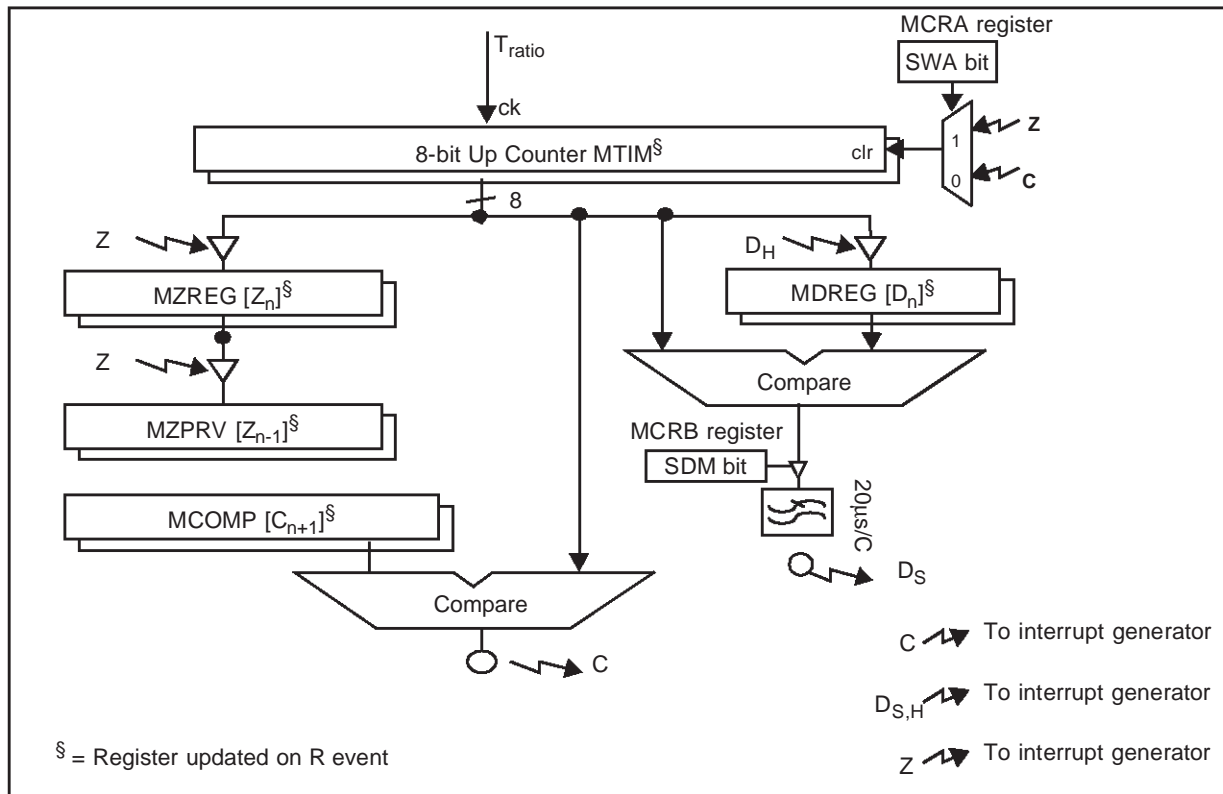 MCRA register
SWA bit
T_ratio
ck
8-bit Up Counter MTIM§
clr
1
0
Z
C
8
Z
D_H
MZREG [Z_n]§
MDREG [D_n]§
Z
Compare
MZPRV [Z_n-1]§
MCRB register
SDM bit
MCOMP [C_n+1]§
20µs/C
D_S
Compare
C
C To interrupt generator
D_S,H To interrupt generator
Z To interrupt generator
§ = Register updated on R event